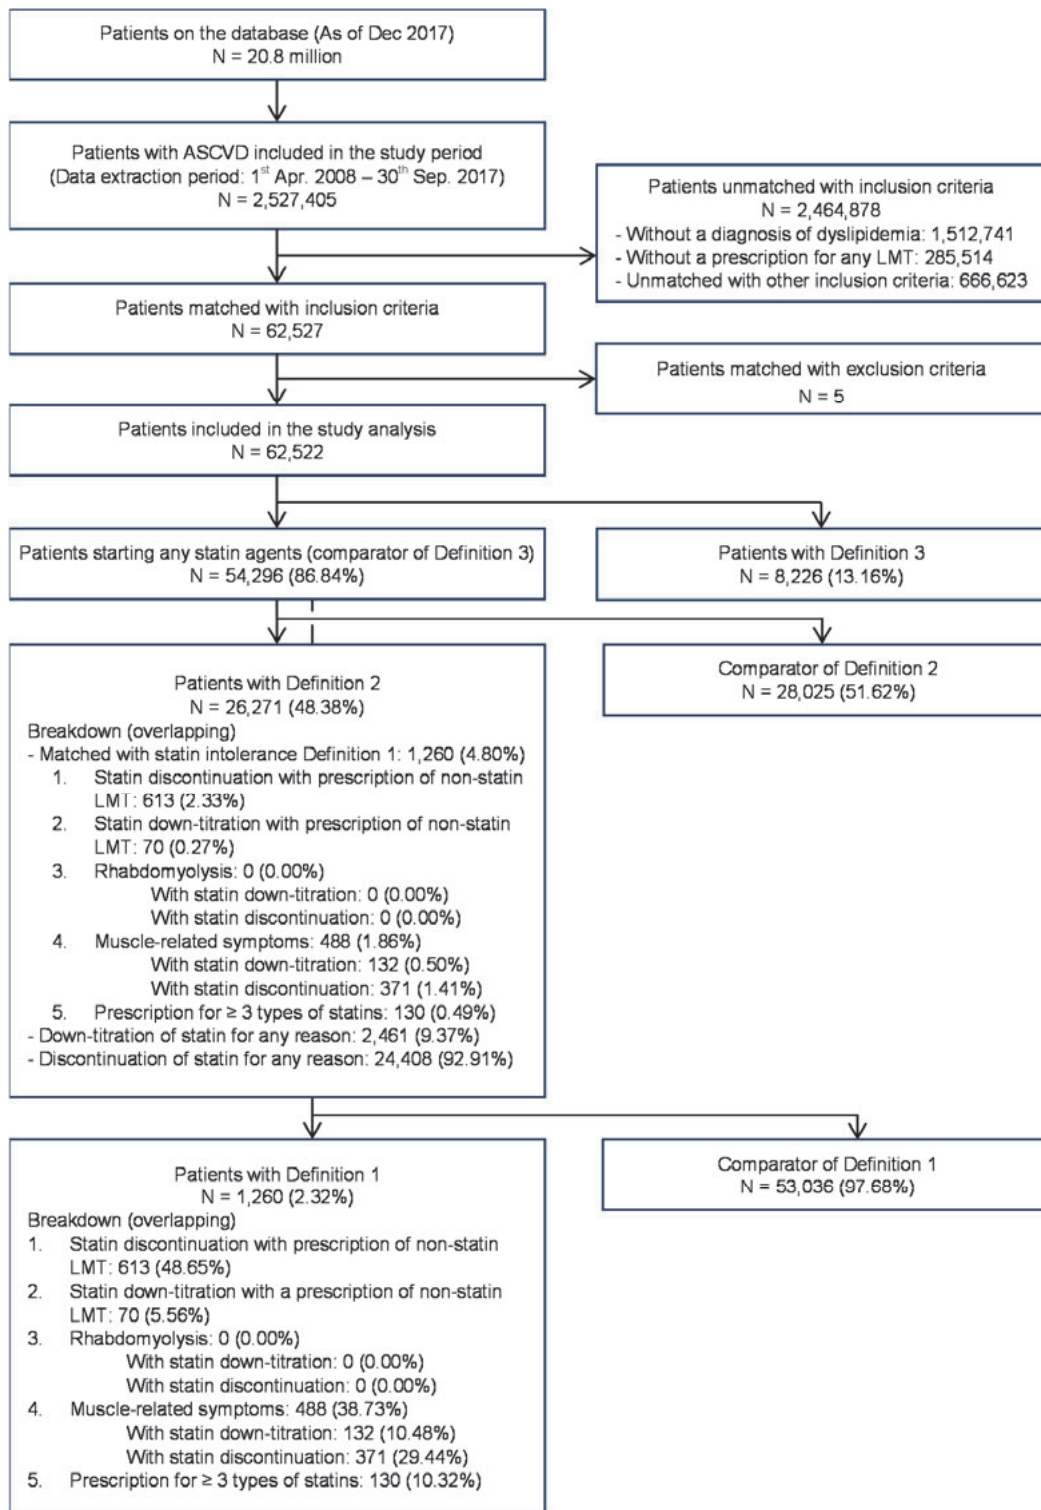 Patients on the database (As of Dec 2017)
N = 20.8 million
Patients with ASCVD included in the study period
(Data extraction period: 1st Apr. 2008 – 30th Sep. 2017)
N = 2,527,405
Patients unmatched with inclusion criteria
N = 2,464,878
- Without a diagnosis of dyslipidemia: 1,512,741
- Without a prescription for any LMT: 285,514
- Unmatched with other inclusion criteria: 666,623
Patients matched with inclusion criteria
N = 62,527
Patients matched with exclusion criteria
N = 5
Patients included in the study analysis
N = 62,522
Patients starting any statin agents (comparator of Definition 3)
N = 54,296 (86.84%)
Patients with Definition 3
N = 8,226 (13.16%)
Patients with Definition 2
N = 26,271 (48.38%)
Breakdown (overlapping)
- Matched with statin intolerance Definition 1: 1,260 (4.80%)
1. Statin discontinuation with prescription of non-statin
LMT: 613 (2.33%)
2. Statin down-titration with prescription of non-statin
LMT: 70 (0.27%)
3. Rhabdomyolysis: 0 (0.00%)
With statin down-titration: 0 (0.00%)
With statin discontinuation: 0 (0.00%)
4. Muscle-related symptoms: 488 (1.86%)
With statin down-titration: 132 (0.50%)
With statin discontinuation: 371 (1.41%)
5. Prescription for ≥ 3 types of statins: 130 (0.49%)
- Down-titration of statin for any reason: 2,461 (9.37%)
- Discontinuation of statin for any reason: 24,408 (92.91%)
Comparator of Definition 2
N = 28,025 (51.62%)
Patients with Definition 1
N = 1,260 (2.32%)
Breakdown (overlapping)
1. Statin discontinuation with prescription of non-statin
LMT: 613 (48.65%)
2. Statin down-titration with a prescription of non-statin
LMT: 70 (5.56%)
3. Rhabdomyolysis: 0 (0.00%)
With statin down-titration: 0 (0.00%)
With statin discontinuation: 0 (0.00%)
4. Muscle-related symptoms: 488 (38.73%)
With statin down-titration: 132 (10.48%)
With statin discontinuation: 371 (29.44%)
5. Prescription for ≥ 3 types of statins: 130 (10.32%)
Comparator of Definition 1
N = 53,036 (97.68%)